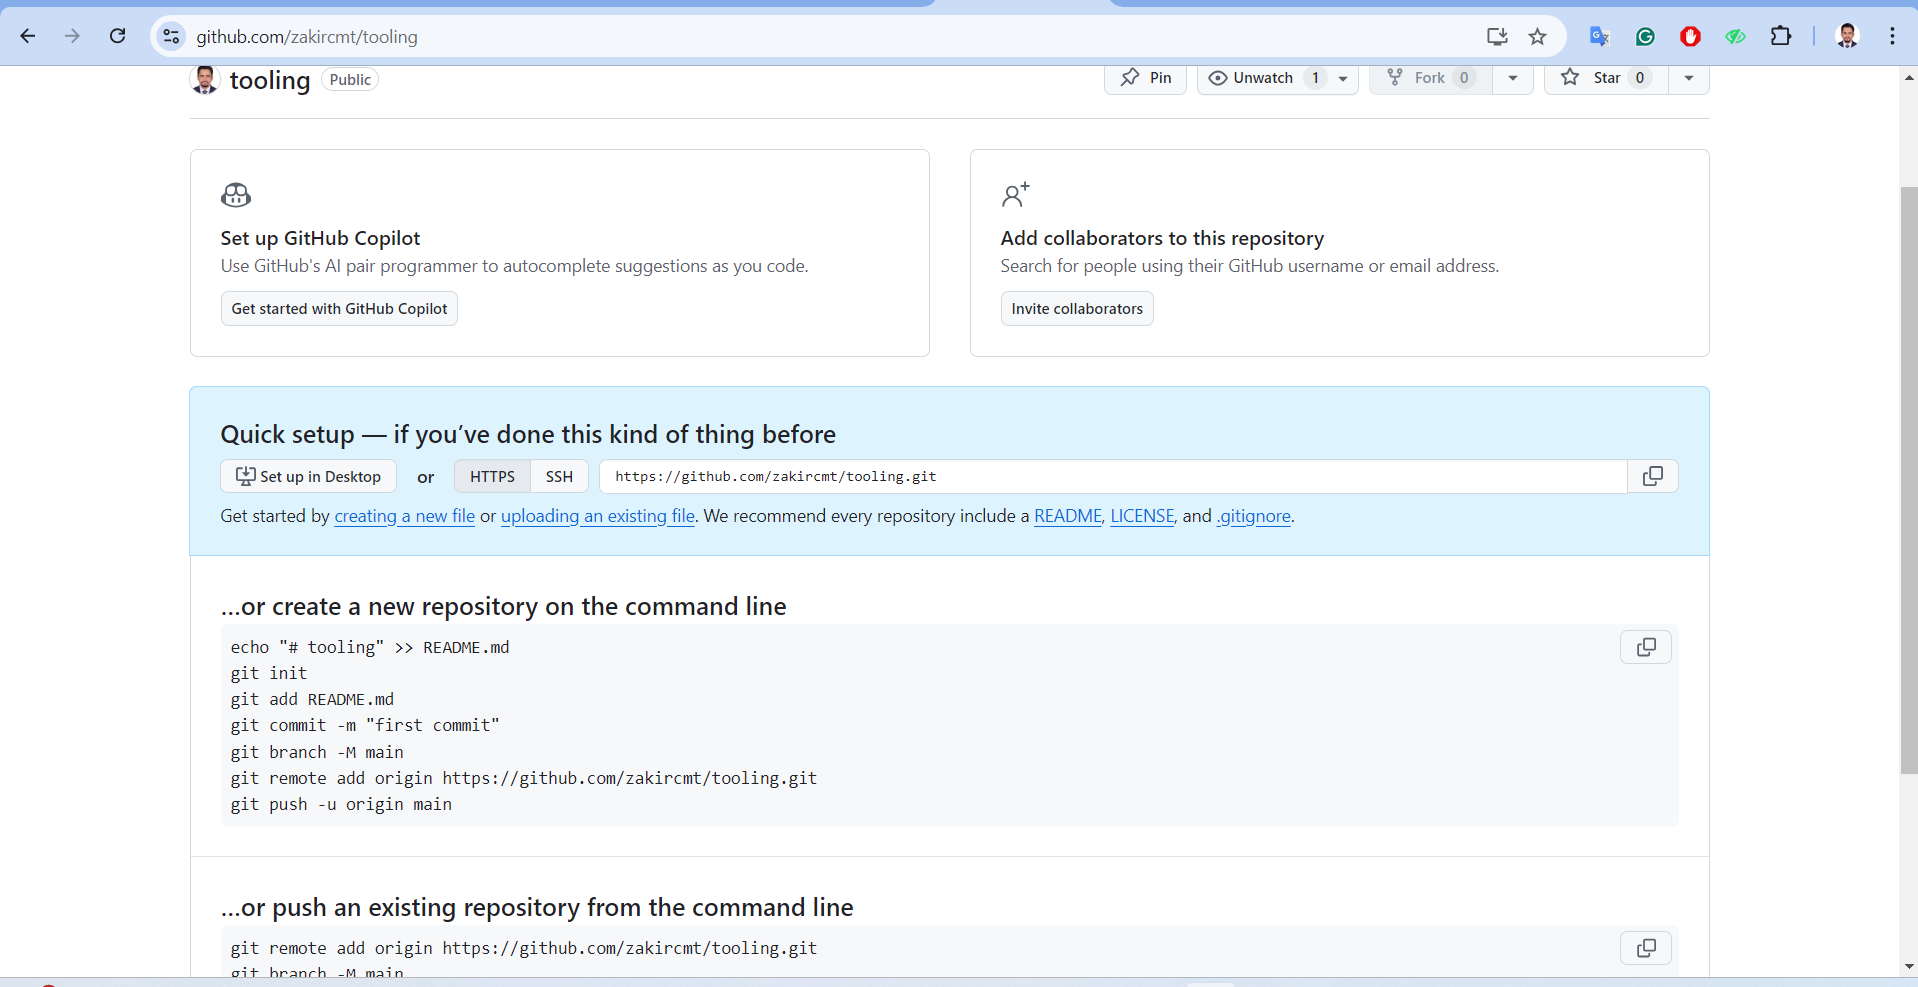 github.com/zakircmt/tooling
tooling Public
Pin
Unwatch 1
Fork 0
Star 0
Set up GitHub Copilot
Use GitHub's AI pair programmer to autocomplete suggestions as you code.
Get started with GitHub Copilot
Add collaborators to this repository
Search for people using their GitHub username or email address.
Invite collaborators
Quick setup — if you’ve done this kind of thing before
Set up in Desktop or HTTPS SSH https://github.com/zakircmt/tooling.git
Get started by creating a new file or uploading an existing file. We recommend every repository include a README, LICENSE, and .gitignore.
…or create a new repository on the command line
echo "# tooling" >> README.md
git init
git add README.md
git commit -m "first commit"
git branch -M main
git remote add origin https://github.com/zakircmt/tooling.git
git push -u origin main
…or push an existing repository from the command line
git remote add origin https://github.com/zakircmt/tooling.git
git branch -M main